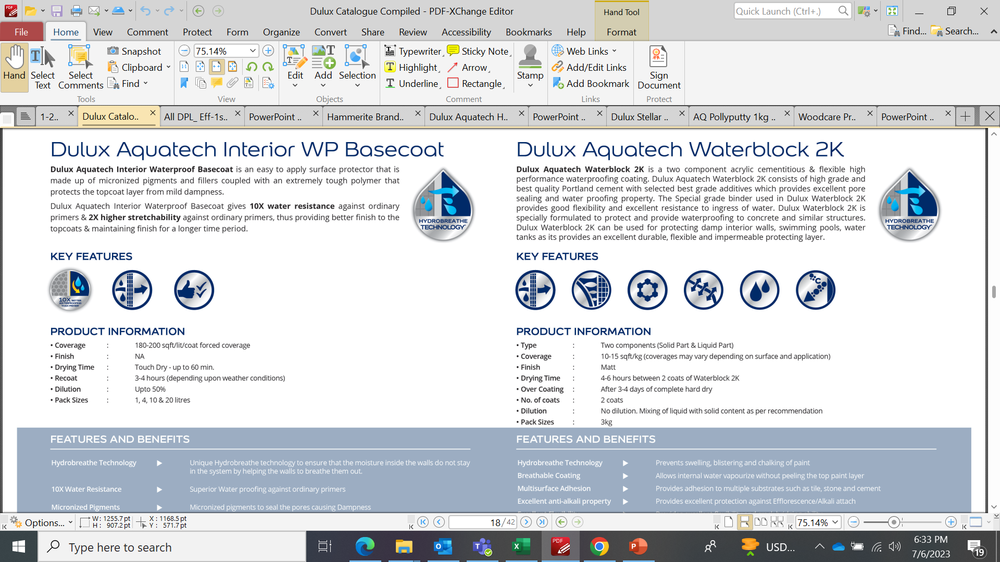 Dulux Catalogue Compiled - PDF-XChange Editor
Hand Tool
Quick Launch (Ctrl+.)
File
Home
View
Comment
Protect
Form
Organize
Convert
Share
Review
Accessibility
Bookmarks
Help
Format
Find...
Search...
Hand
Select Text
Select Comments
Snapshot
Clipboard
Find
Tools
75.14%
View
Edit
Add
Selection
Objects
Typewriter
Highlight
Underline
Sticky Note
Arrow
Rectangle
Stamp
Comment
Web Links
Add/Edit Links
Add Bookmark
Links
Sign Document
Protect
1-2..
Dulux Catalo..
All DPL_ Eff-1s..
PowerPoint ..
Hammerite Brand..
Dulux Aquatech H..
PowerPoint ..
Dulux Stellar ..
AQ Pollyputty 1kg ..
Woodcare Pr..
PowerPoint ..
Dulux Aquatech Interior WP Basecoat
Dulux Aquatech Interior Waterproof Basecoat is an easy to apply surface protector that is
made up of micronized pigments and fillers coupled with an extremely tough polymer that
protects the topcoat layer from mild dampness.
Dulux Aquatech Interior Waterproof Basecoat gives 10X water resistance against ordinary
primers & 2X higher stretchability against ordinary primers, thus providing better finish to the
topcoats & maintaining finish for a longer time period.
HYDROBREATHE
TECHNOLOGY
KEY FEATURES
10X BETTER
WATERPROOFING
THAN PRIMER
PRODUCT INFORMATION
• Coverage : 180-200 sqft/lit/coat forced coverage
• Finish : NA
• Drying Time : Touch Dry - up to 60 min.
• Recoat : 3-4 hours (depending upon weather conditions)
• Dilution : Upto 50%
• Pack Sizes : 1, 4, 10 & 20 litres
FEATURES AND BENEFITS
Hydrobreathe Technology ▶ Unique Hydrobreathe technology to ensure that the moisture inside the walls do not stay
in the system by helping the walls to breathe them out.
10X Water Resistance ▶ Superior Water proofing against ordinary primers
Micronized Pigments ▶ Micronized pigments to seal the pores causing Dampness
Dulux Aquatech Waterblock 2K
Dulux Aquatech Waterblock 2K is a two component acrylic cementitious & flexible high
performance waterproofing coating. Dulux Aquatech Waterblock 2K consists of high grade and
best quality Portland cement with selected best grade additives which provides excellent pore
sealing and water proofing property. The Special grade binder used in Dulux Waterblock 2K
provides good flexibility and excellent resistance to ingress of water. Dulux Waterblock 2K is
specially formulated to protect and provide waterproofing to concrete and similar structures.
Dulux Waterblock 2K can be used for protecting damp interior walls, swimming pools, water
tanks as its provides an excellent durable, flexible and impermeable protecting layer.
HYDROBREATHE
TECHNOLOGY
KEY FEATURES
C
PRODUCT INFORMATION
• Type : Two components (Solid Part & Liquid Part)
• Coverage : 10-15 sqft/kg (coverages may vary depending on surface and application)
• Finish : Matt
• Drying Time : 4-6 hours between 2 coats of Waterblock 2K
• Over Coating : After 3-4 days of complete hard dry
• No. of coats : 2 coats
• Dilution : No dilution. Mixing of liquid with solid content as per recommendation
• Pack Sizes : 3kg
FEATURES AND BENEFITS
Hydrobreathe Technology ▶ Prevents swelling, blistering and chalking of paint
Breathable Coating ▶ Allows internal water vapourize without peeling the top paint layer
Multisurface Adhesion ▶ Provides adhesion to multiple substrates such as tile, stone and cement
Excellent anti-alkali property ▶ Provides excellent protection against Efflorescence/Alkali attach
Options...
W: 1255.7 pt
H: 907.2 pt
X: 1168.5 pt
Y: 571.7 pt
18 / 42
75.14%
Type here to search
USD...
6:33 PM
7/6/2023
19